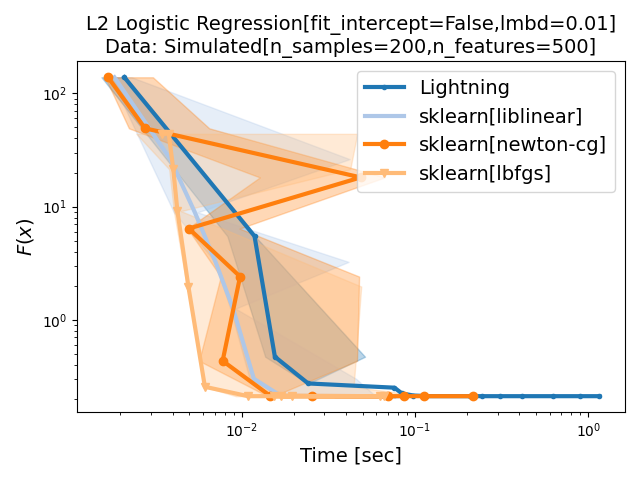 L2 Logistic Regression[fit_intercept=False,lmbd=0.01]
Data: Simulated[n_samples=200,n_features=500]
Lightning
sklearn[liblinear]
sklearn[newton-cg]
sklearn[lbfgs]
F(x)
10²
10¹
10⁰
10⁻²
10⁻¹
10⁰
Time [sec]